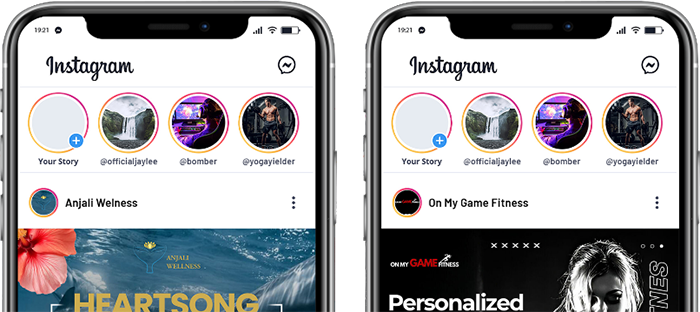 19:21
Instagram
Your Story
@officialjaylee
@bomber
@yogayielder
Anjali Welness
ANJALI
WELLNESS
HEARTSONG
19:21
Instagram
Your Story
@officialjaylee
@bomber
@yogayielder
On My Game Fitness
ON MY GAME FITNESS
Personalized